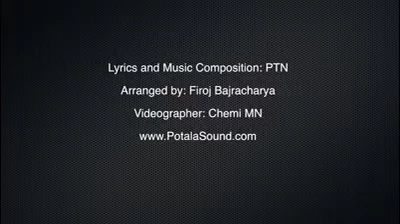 Lyrics and Music Composition: PTN
Arranged by: Firoj Bajracharya
Videographer: Chemi MN
www.PotalaSound.com